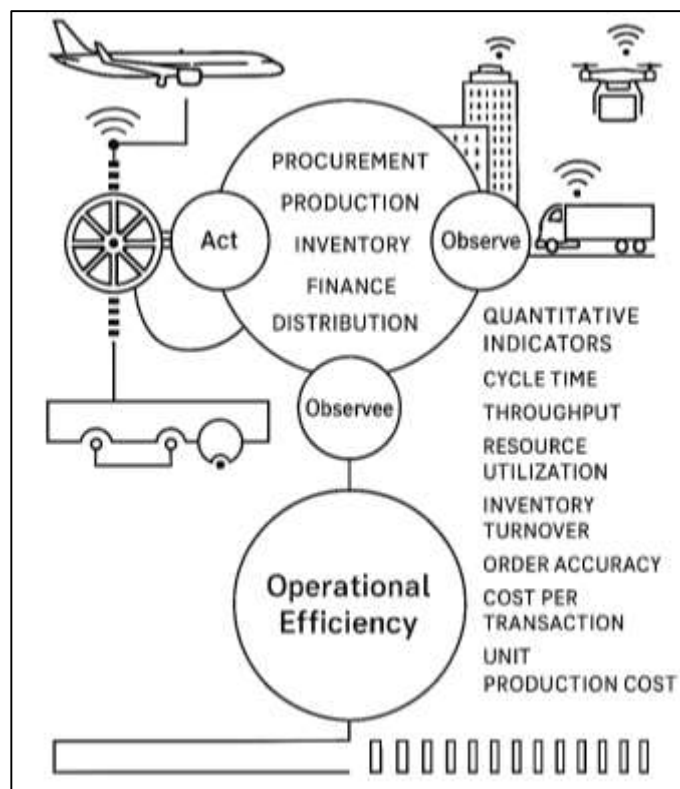 PROCUREMENT
PRODUCTION
Act
INVENTORY
Observe
FINANCE
DISTRIBUTION
Observee
QUANTITATIVE
INDICATORS
CYCLE TIME
THROUGHPUT
RESOURCE
UTILIZATION
INVENTORY
TURNOVER
ORDER ACCURACY
COST PER
TRANSACTION
UNIT
PRODUCTION COST
Operational
Efficiency